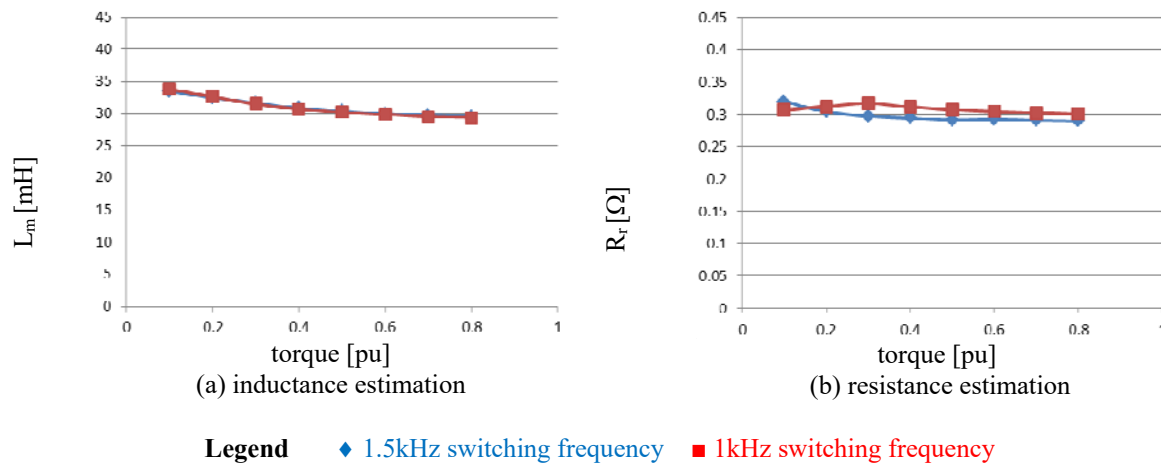 45
40
35
30
25
20
15
10
5
0
0 0.2 0.4 0.6 0.8 1
L_m [mH]
torque [pu]
(a) inductance estimation
0.45
0.4
0.35
0.3
0.25
0.2
0.15
0.1
0.05
0
0 0.2 0.4 0.6 0.8 1
R_r [Ω]
torque [pu]
(b) resistance estimation
Legend 1.5kHz switching frequency 1kHz switching frequency